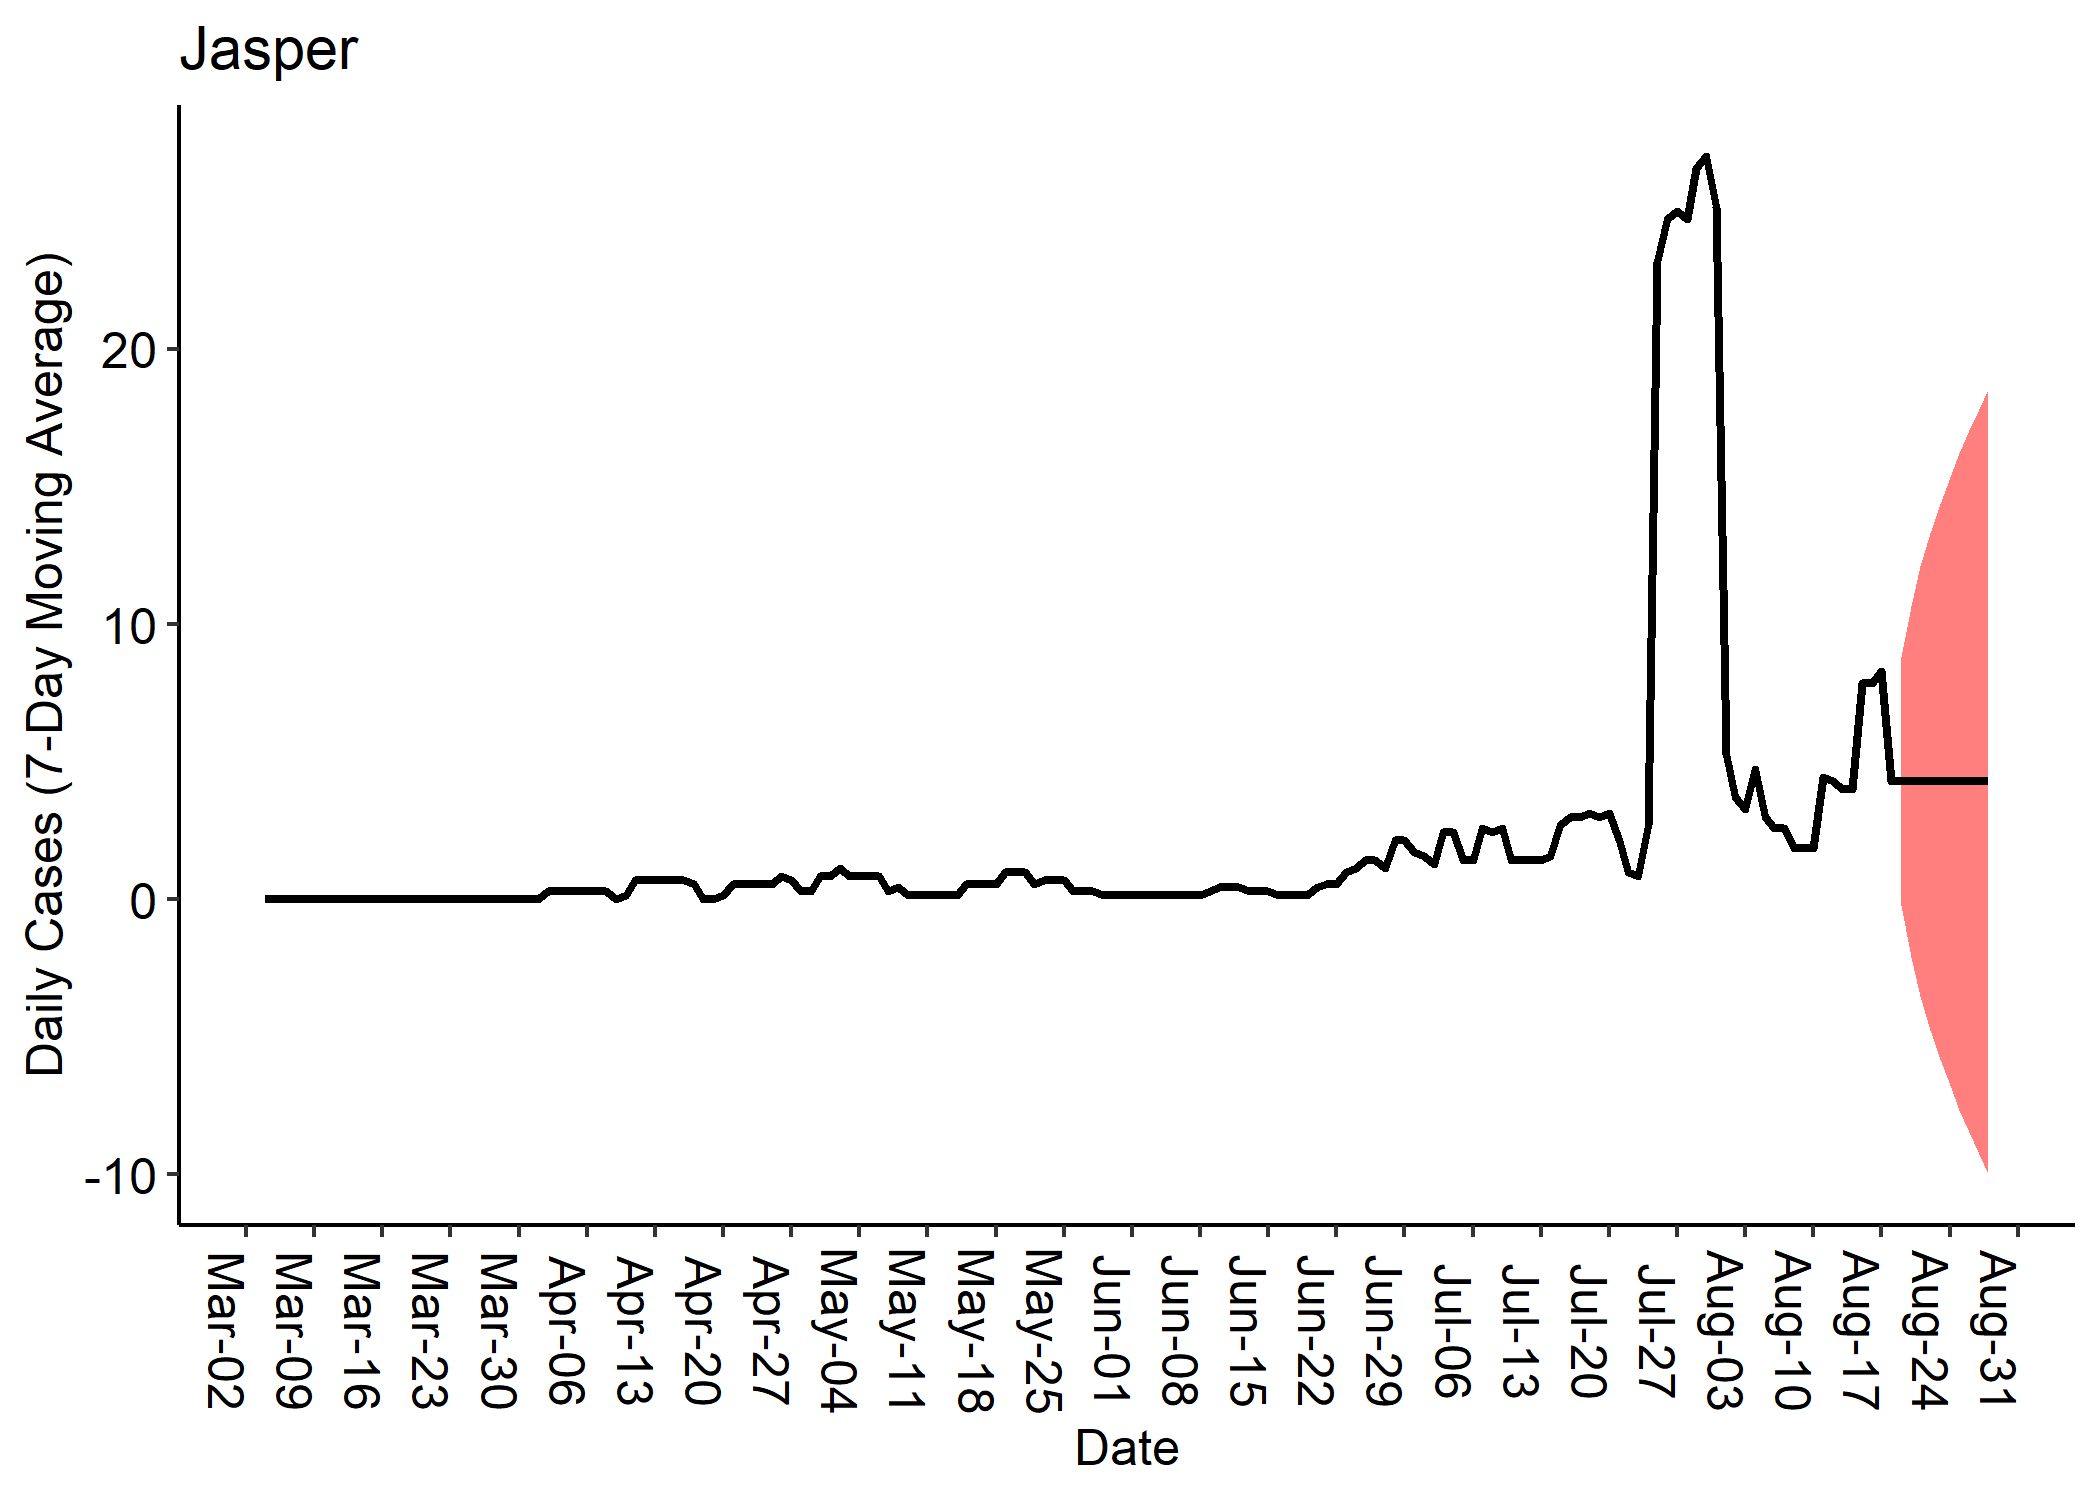 Jasper
Daily Cases (7-Day Moving Average)
20
10
0
-10
Mar-02
Mar-09
Mar-16
Mar-23
Mar-30
Apr-06
Apr-13
Apr-20
Apr-27
May-04
May-11
May-18
May-25
Jun-01
Jun-08
Jun-15
Jun-22
Jun-29
Jul-06
Jul-13
Jul-20
Jul-27
Aug-03
Aug-10
Aug-17
Aug-24
Aug-31
Date